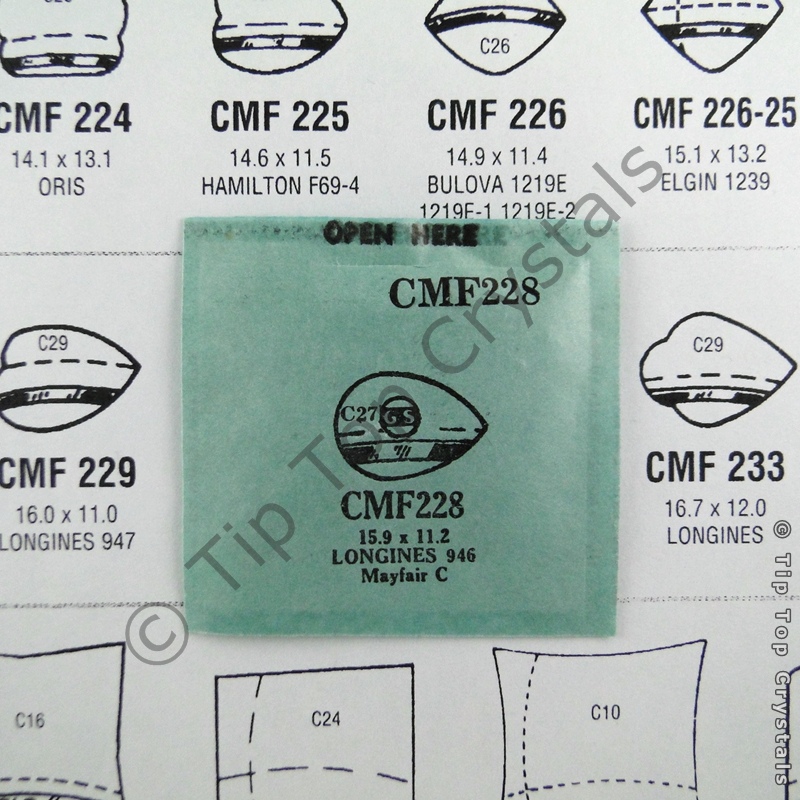 C26
CMF 224
14.1 x 13.1
ORIS
CMF 225
14.6 x 11.5
HAMILTON F69-4
CMF 226
14.9 x 11.4
BULOVA 1219E
1219E-1 1219E-2
CMF 226-25
15.1 x 13.2
ELGIN 1239
OPEN HERE
CMF228
C27 GS
CMF228
15.9 x 11.2
LONGINES 946
Mayfair C
C29
CMF 229
16.0 x 11.0
LONGINES 947
C29
CMF 233
16.7 x 12.0
LONGINES
C16
C24
C10
© Tip Top Crystals
© Tip Top Crystals